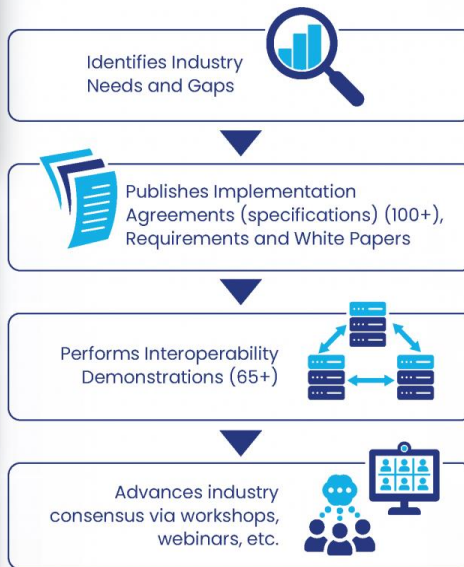 Identifies Industry
Needs and Gaps
Publishes Implementation
Agreements (specifications) (100+),
Requirements and White Papers
Performs Interoperability
Demonstrations (65+)
Advances industry
consensus via workshops,
webinars, etc.